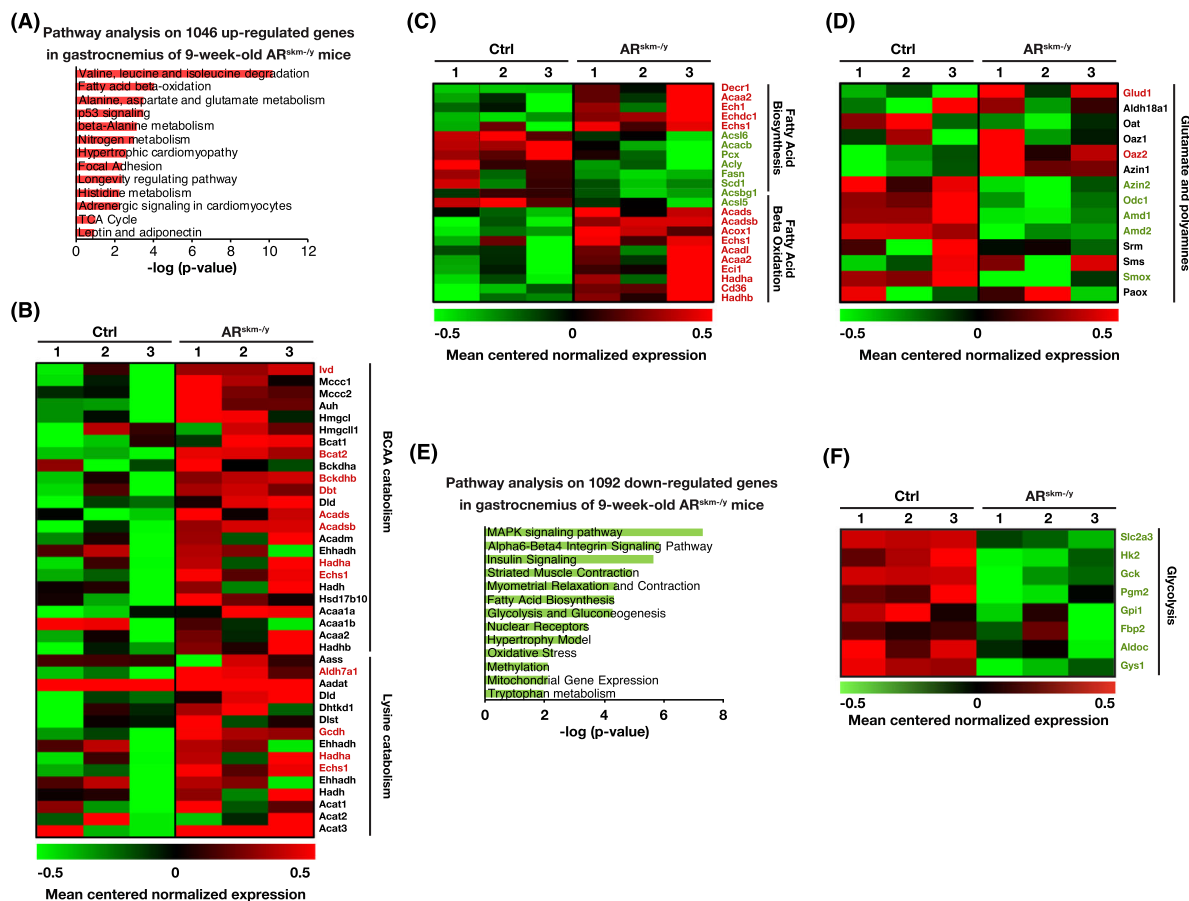 (A)
Pathway analysis on 1046 up-regulated genes
in gastrocnemius of 9-week-old ARskm-/y mice
Valine, leucine and isoleucine degradation
Fatty acid beta-oxidation
Alanine, aspartate and glutamate metabolism
p53 signaling
beta-Alanine metabolism
Nitrogen metabolism
Hypertrophic cardiomyopathy
Focal Adhesion
Longevity regulating pathway
Histidine metabolism
Adrenergic signaling in cardiomyocytes
TCA Cycle
Leptin and adiponectin
0 2 4 6 8 10 12
-log (p-value)
(B)
Ctrl ARskm-/y
1 2 3 1 2 3
Ivd
Mccc1
Mccc2
Auh
Hmgcl
Hmgcll1
Bcat1
Bcat2
Bckdha
Bckdhb
Dbt
Dld
Acads
Acadsb
Acadm
Ehhadh
Hadha
Echs1
Hadh
Hsd17b10
Acaa1a
Acaa1b
Acaa2
Hadhb
Aass
Aldh7a1
Aadat
Dld
Dhtkd1
Dlst
Gcdh
Ehhadh
Hadha
Echs1
Ehhadh
Hadh
Acat1
Acat2
Acat3
BCAA catabolism
Lysine catabolism
-0.5 0 0.5
Mean centered normalized expression
(C)
Ctrl ARskm-/y
1 2 3 1 2 3
Decr1
Acaa2
Ech1
Echdc1
Echs1
Acsl6
Acacb
Pcx
Acly
Fasn
Scd1
Acsbg1
Acsl5
Acads
Acadsb
Acox1
Echs1
Acadl
Acaa2
Eci1
Hadha
Cd36
Hadhb
Fatty Acid
Biosynthesis
Fatty Acid
Beta Oxidation
-0.5 0 0.5
Mean centered normalized expression
(D)
Ctrl ARskm-/y
1 2 3 1 2 3
Glud1
Aldh18a1
Oat
Oaz1
Oaz2
Azin1
Azin2
Odc1
Amd1
Amd2
Srm
Sms
Smox
Paox
Glutamate and polyamines
-0.5 0 0.5
Mean centered normalized expression
(E)
Pathway analysis on 1092 down-regulated genes
in gastrocnemius of 9-week-old ARskm-/y mice
MAPK signaling pathway
Alpha6-Beta4 Integrin Signaling Pathway
Insulin Signaling
Striated Muscle Contraction
Myometrial Relaxation and Contraction
Fatty Acid Biosynthesis
Glycolysis and Gluconeogenesis
Nuclear Receptors
Hypertrophy Model
Oxidative Stress
Methylation
Mitochondrial Gene Expression
Tryptophan metabolism
0 2 4 6 8
-log (p-value)
(F)
Ctrl ARskm-/y
1 2 3 1 2 3
Slc2a3
Hk2
Gck
Pgm2
Gpi1
Fbp2
Aldoc
Gys1
Glycolysis
-0.5 0 0.5
Mean centered normalized expression